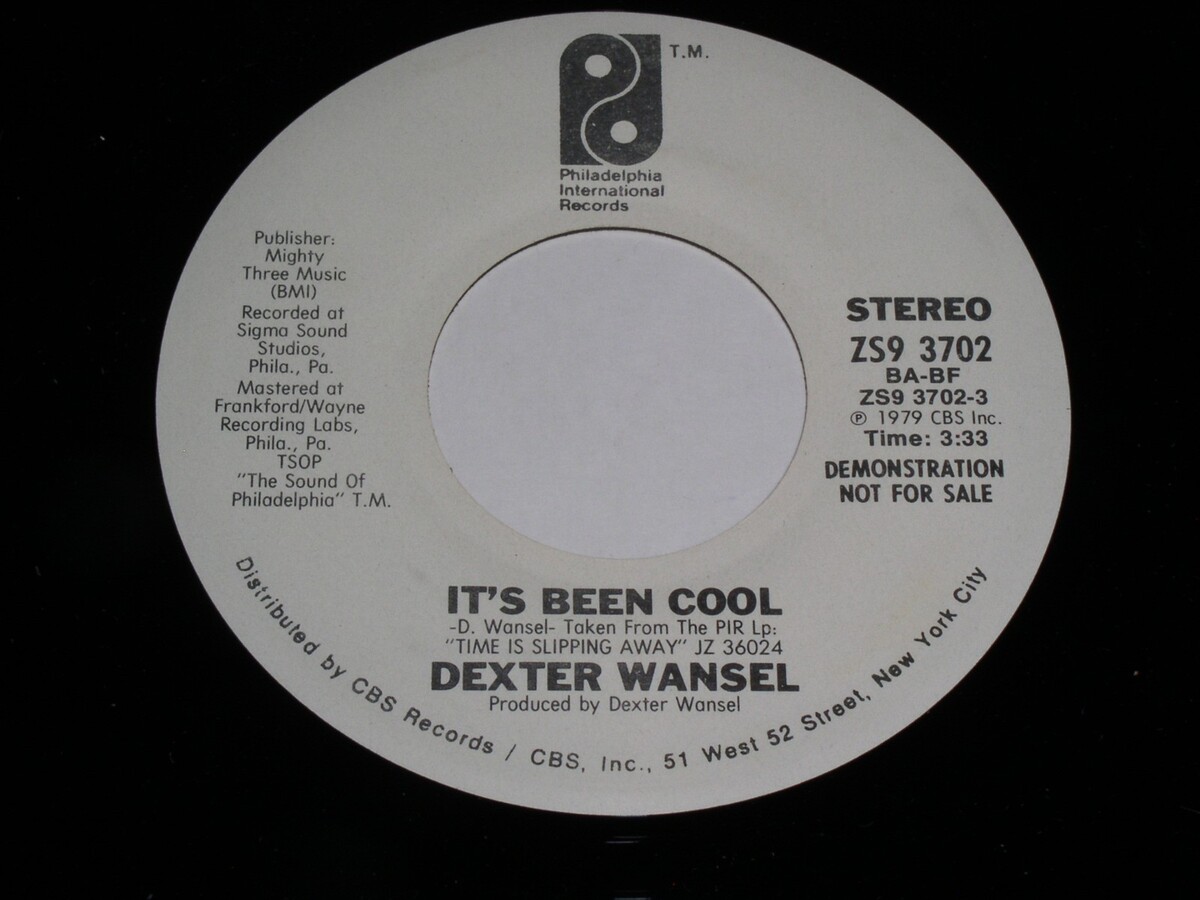 T.M.
Philadelphia
International
Records
Publisher:
Mighty
Three Music
(BMI)
Recorded at
Sigma Sound
Studios,
Phila., Pa.
Mastered at
Frankford/Wayne
Recording Labs,
Phila., Pa.
TSOP
"The Sound Of
Philadelphia" T.M.
STEREO
ZS9 3702
BA-BF
ZS9 3702-3
℗ 1979 CBS Inc.
Time: 3:33
DEMONSTRATION
NOT FOR SALE
IT'S BEEN COOL
-D. Wansel- Taken From The PIR Lp:
"TIME IS SLIPPING AWAY" JZ 36024
DEXTER WANSEL
Produced by Dexter Wansel
Distributed by CBS Records / CBS, Inc., 51 West 52 Street, New York City